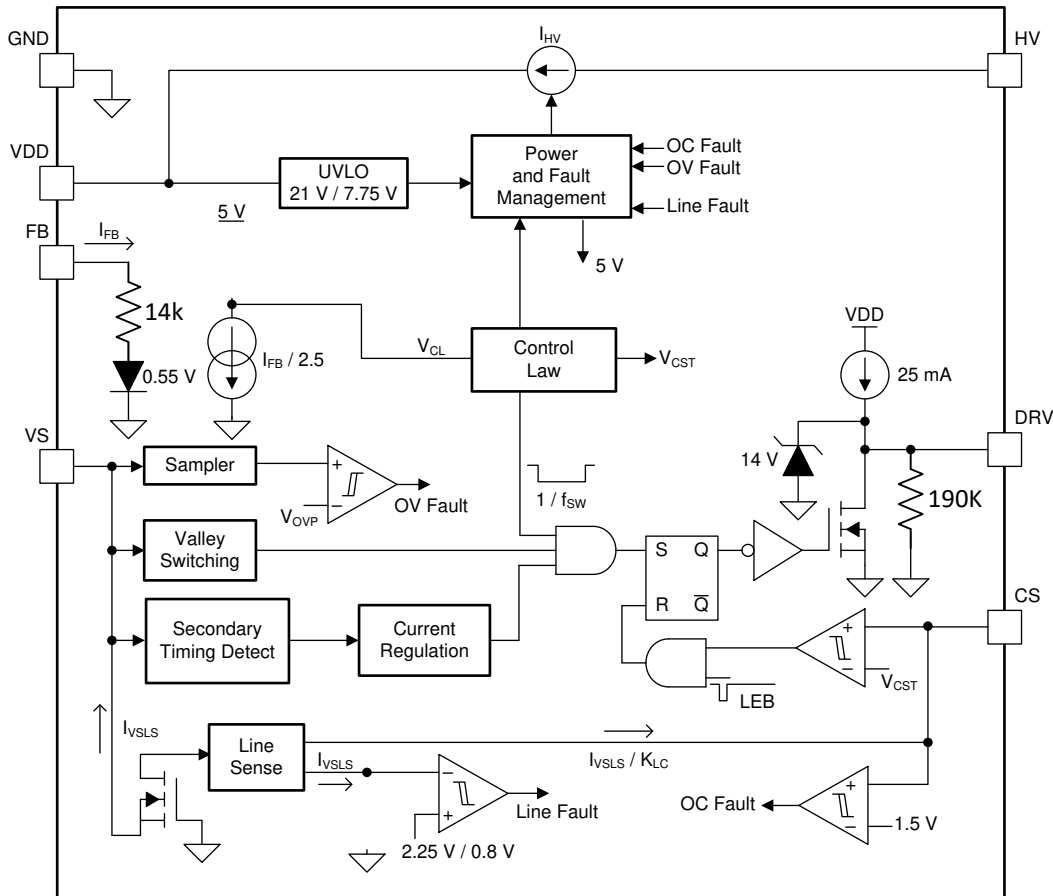 GND
I_HV
HV
VDD
UVLO
21 V / 7.75 V
Power
and Fault
Management
OC Fault
OV Fault
Line Fault
5 V
5 V
FB
I_FB
14k
0.55 V
I_FB / 2.5
V_CL
Control
Law
V_CST
VDD
25 mA
DRV
14 V
190K
VS
Sampler
+
−
V_OVP
OV Fault
1 / f_SW
Valley
Switching
S
Q
R
Q̅
CS
Secondary
Timing Detect
Current
Regulation
+
−
V_CST
LEB
I_VSLS
Line
Sense
I_VSLS
I_VSLS / K_LC
−
+
Line Fault
2.25 V / 0.8 V
OC Fault
+
−
1.5 V